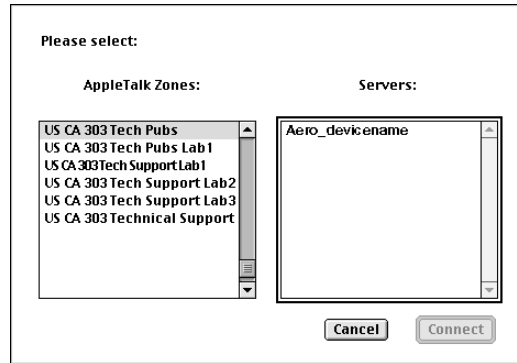 Please select:
AppleTalk Zones:
Servers:
US CA 303 Tech Pubs
US CA 303 Tech Pubs Lab1
US CA 303 Tech Support Lab1
US CA 303 Tech Support Lab2
US CA 303 Tech Support Lab3
US CA 303 Technical Support
Aero_devicename
Cancel
Connect